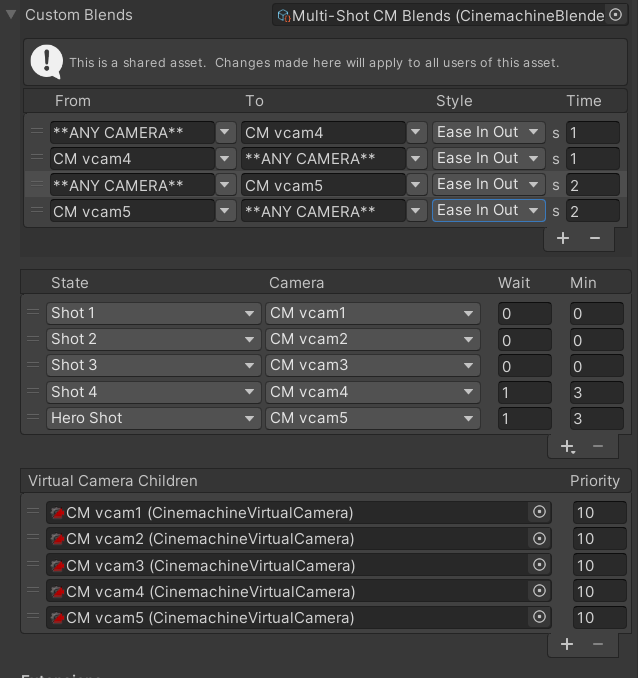 Custom Blends Multi-Shot CM Blends (CinemachineBlende
This is a shared asset. Changes made here will apply to all users of this asset.
From To Style Time
**ANY CAMERA** CM vcam4 Ease In Out s 1
CM vcam4 **ANY CAMERA** Ease In Out s 1
**ANY CAMERA** CM vcam5 Ease In Out s 2
CM vcam5 **ANY CAMERA** Ease In Out s 2
State Camera Wait Min
Shot 1 CM vcam1 0 0
Shot 2 CM vcam2 0 0
Shot 3 CM vcam3 0 0
Shot 4 CM vcam4 1 3
Hero Shot CM vcam5 1 3
Virtual Camera Children Priority
CM vcam1 (CinemachineVirtualCamera) 10
CM vcam2 (CinemachineVirtualCamera) 10
CM vcam3 (CinemachineVirtualCamera) 10
CM vcam4 (CinemachineVirtualCamera) 10
CM vcam5 (CinemachineVirtualCamera) 10